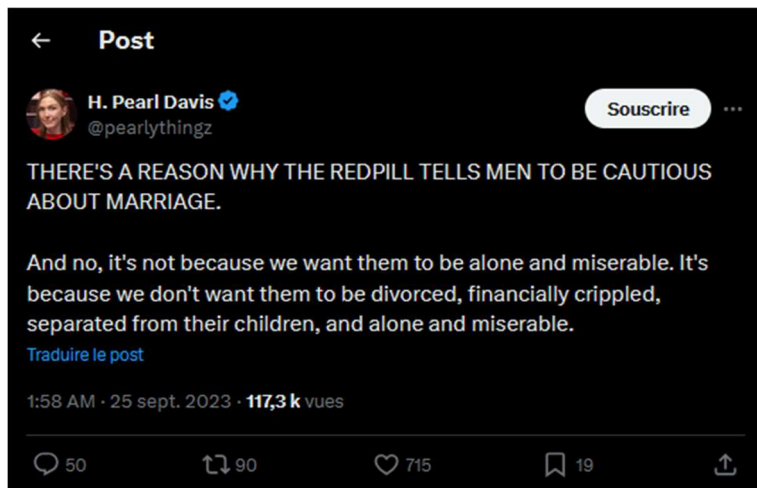 Post
H. Pearl Davis
@pearlythingz
Souscrire
THERE'S A REASON WHY THE REDPILL TELLS MEN TO BE CAUTIOUS
ABOUT MARRIAGE.
And no, it's not because we want them to be alone and miserable. It's
because we don't want them to be divorced, financially crippled,
separated from their children, and alone and miserable.
Traduire le post
1:58 AM · 25 sept. 2023 · 117,3 k vues
50 90 715 19